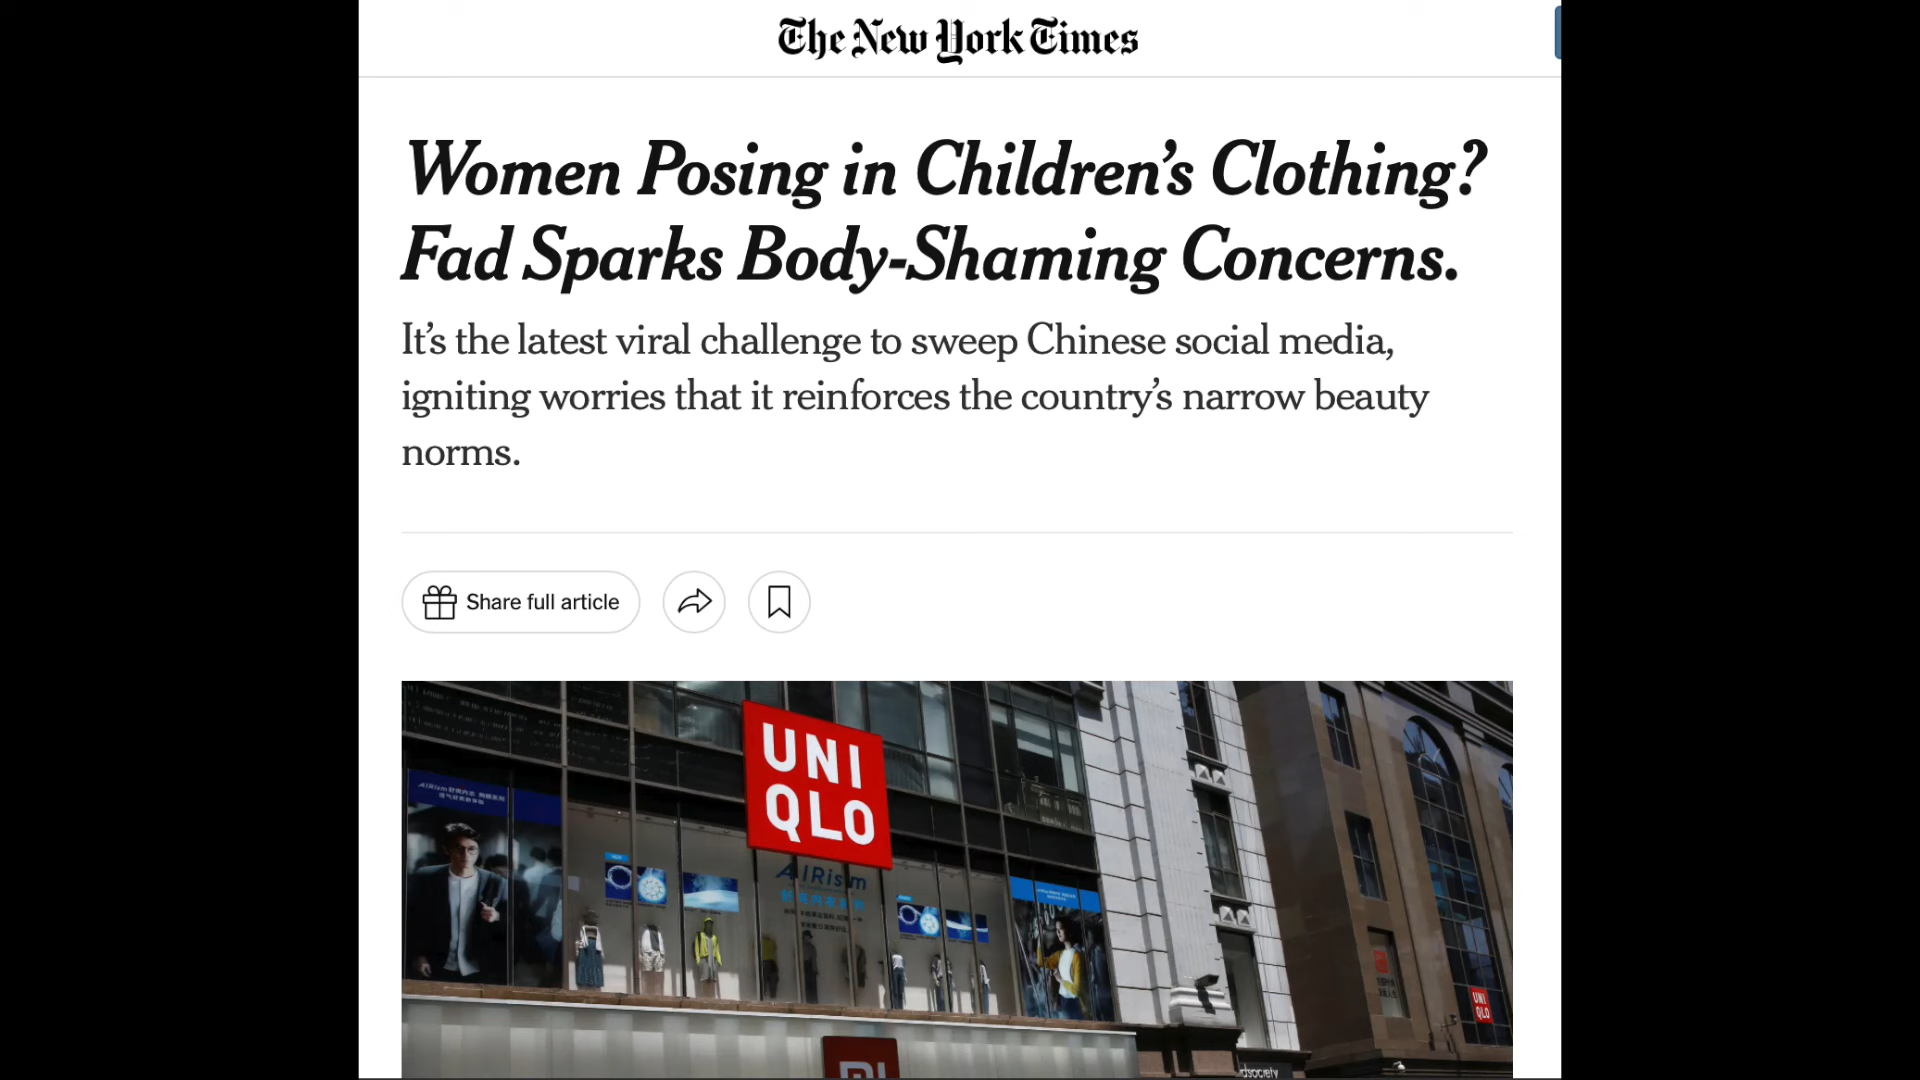 The New York Times
Women Posing in Children's Clothing?
Fad Sparks Body-Shaming Concerns.
It's the latest viral challenge to sweep Chinese social media,
igniting worries that it reinforces the country's narrow beauty
norms.
Share full article
UNI
QLO
AIRism
UNI
QLO